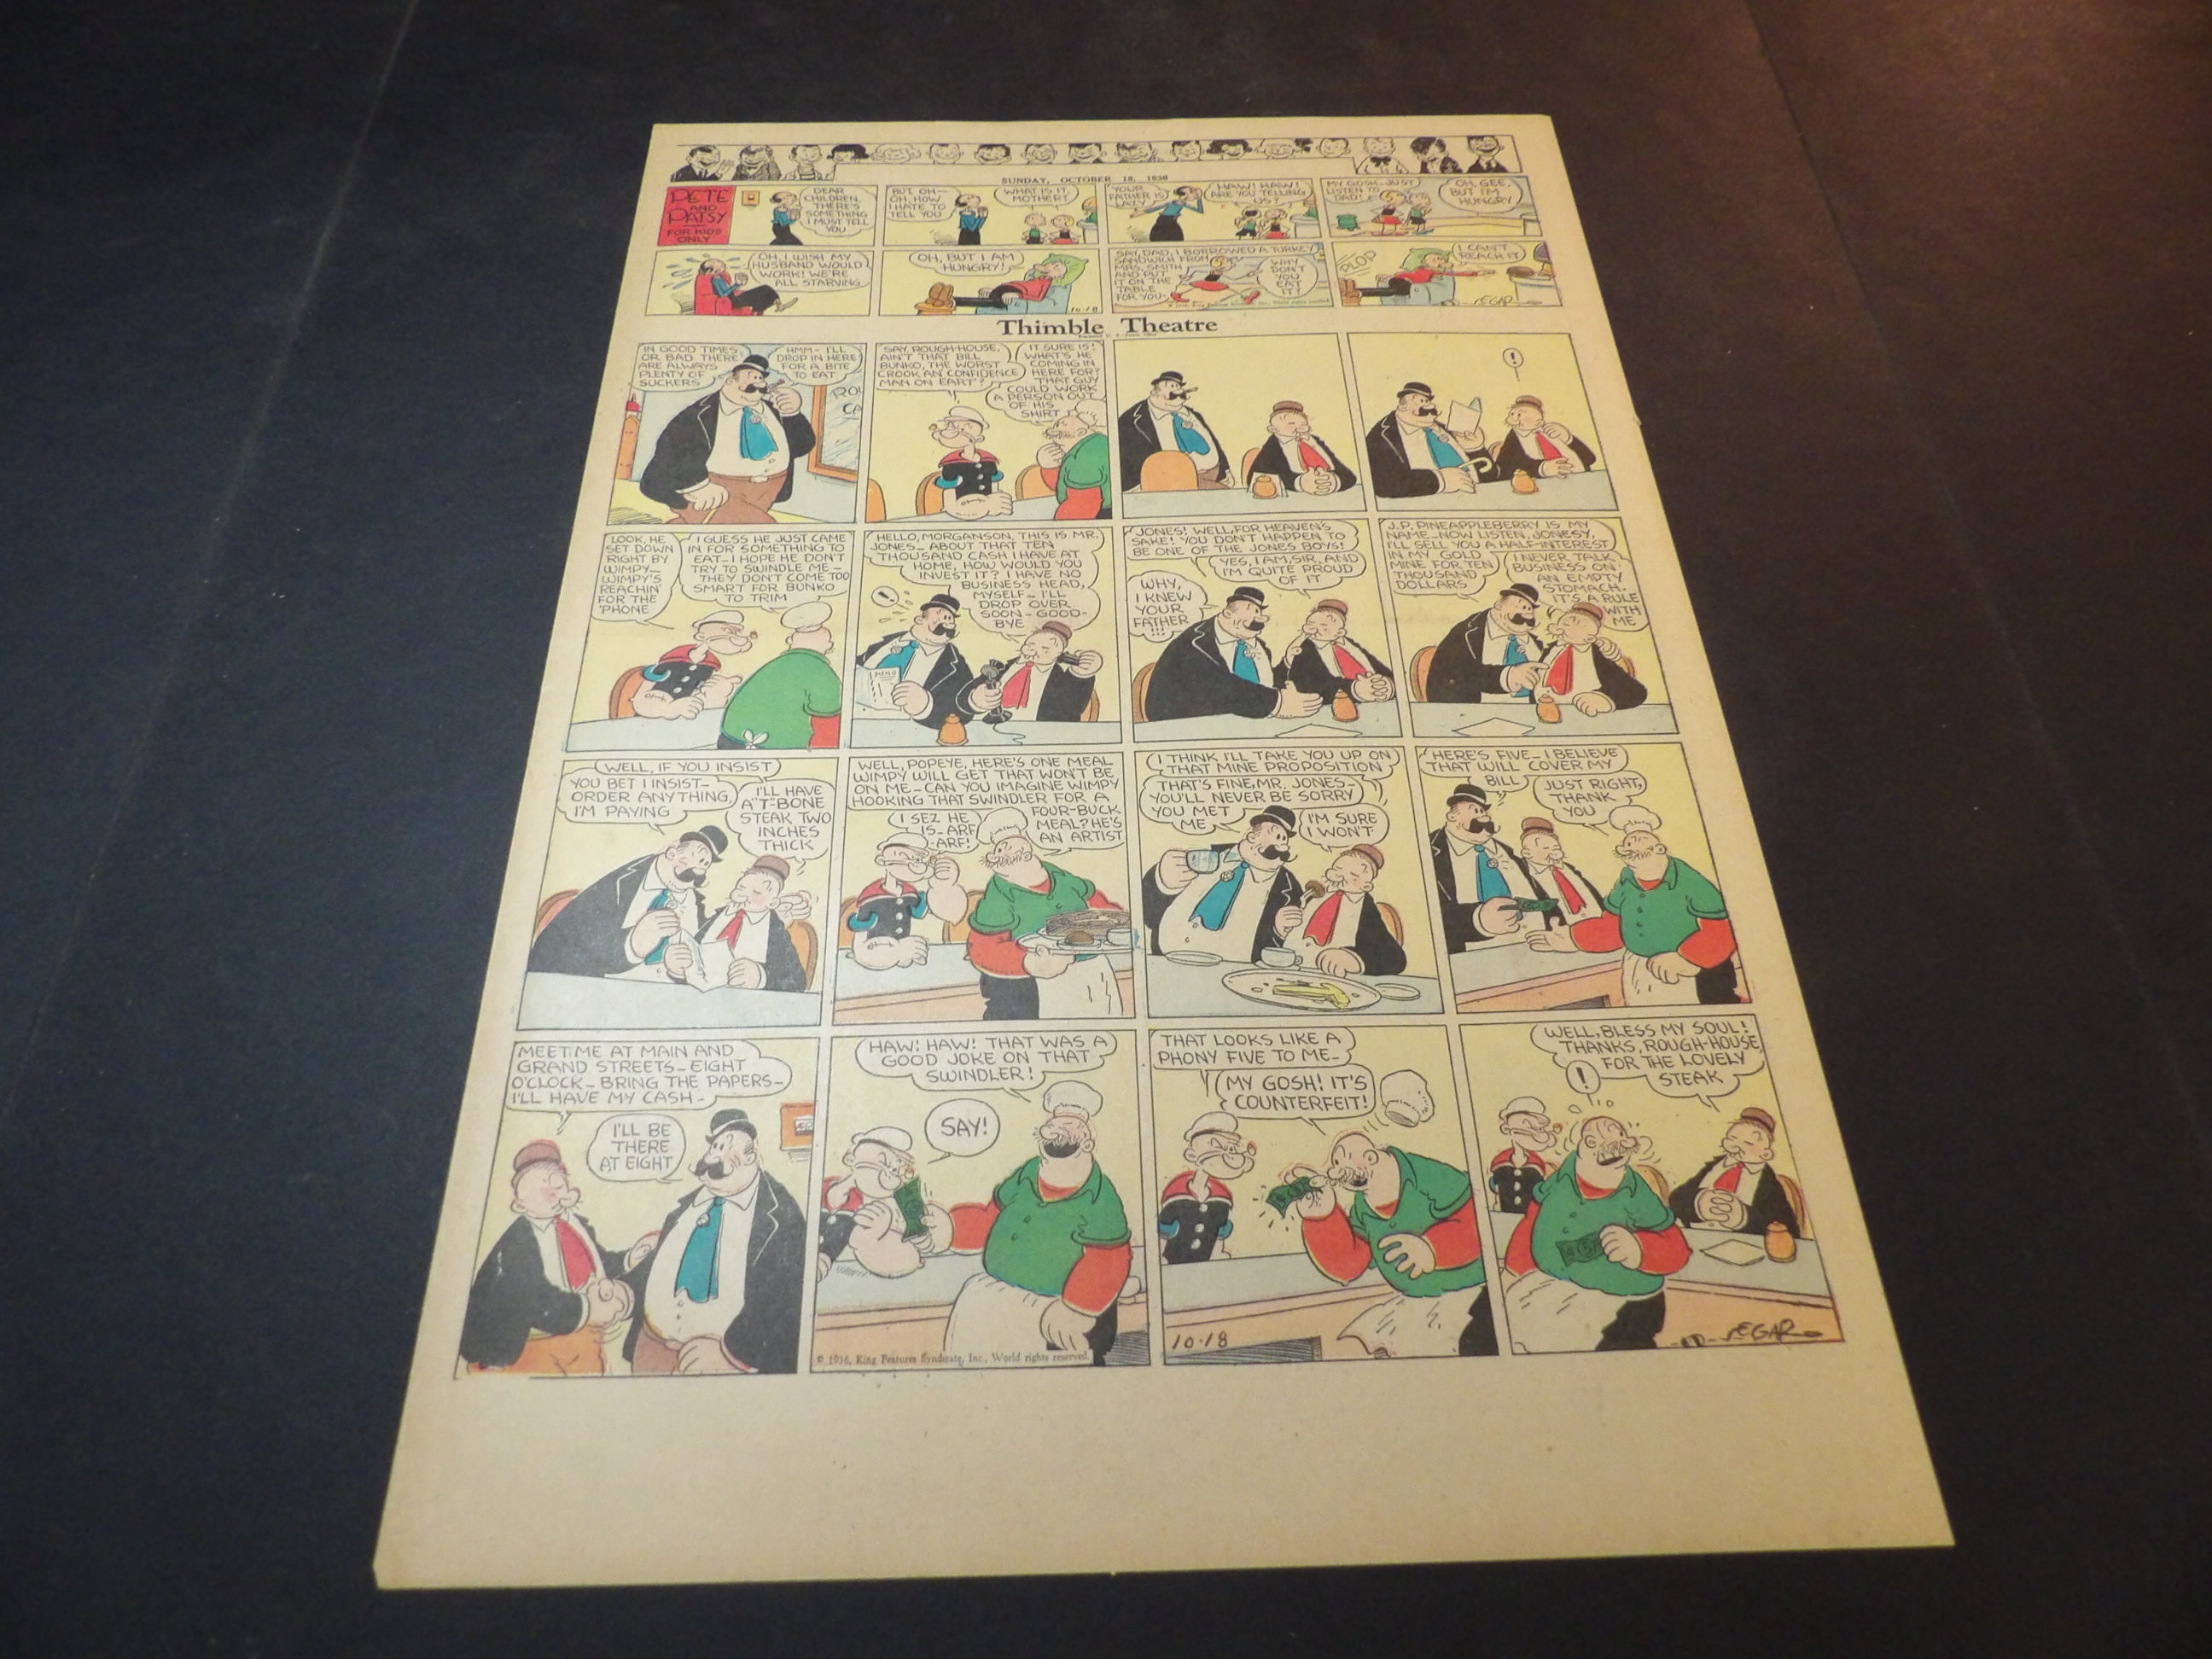 SUNDAY, OCTOBER 18, 1936
PETE
AND
PATSY
FOR KIDS
ONLY
DEAR
CHILDREN,
THERE'S
SOMETHING
I MUST TELL
YOU
BUT OH-
OH, HOW
I HATE TO
TELL YOU
WHAT IS IT,
MOTHER?
YOUR
FATHER IS
LAZY
HAW! HAW!
ARE YOU TELLING
US?
MY GOSH-JUST
LISTEN TO
DAD!
OH, GEE,
BUT I'M
HUNGRY
OH, I WISH MY
HUSBAND WOULD
WORK! WE'RE
ALL STARVING
OH, BUT I AM
HUNGRY!
10-18
SAY, DAD, I BORROWED A TURKEY
SANDWICH FROM
MRS. SMITH
AND PUT
IT ON THE
TABLE
FOR YOU-
WHY
DON'T
YOU
EAT
IT?
PLOP
I CAN'T
REACH IT
SEGAR
Thimble Theatre
IN GOOD TIMES
OR BAD THERE
ARE ALWAYS
PLENTY OF
SUCKERS
HMM- I'LL
DROP IN HERE
FOR A BITE
TO EAT
ROU
CA
SAY, ROUGH-HOUSE,
AIN'T THAT BILL
BUNKO, THE WORST
CROOK AN' CONFIDENCE
MAN ON EART'?
IT SURE IS!
WHAT'S HE
COMING IN
HERE FOR?
THAT GUY
COULD WORK
A PERSON OUT
OF HIS
SHIRT
!
LOOK, HE
SET DOWN
RIGHT BY
WIMPY-
WIMPY'S
REACHIN'
FOR THE
'PHONE
I GUESS HE JUST CAME
IN FOR SOMETHING TO
EAT- I HOPE HE DON'T
TRY TO SWINDLE ME-
THEY DON'T COME TOO
SMART FOR BUNKO
TO TRIM
HELLO, MORGANSON, THIS IS MR.
JONES- ABOUT THAT TEN
THOUSAND CASH I HAVE AT
HOME, HOW WOULD YOU
INVEST IT? I HAVE NO
BUSINESS HEAD,
MYSELF- I'LL
DROP OVER
SOON- GOOD-
BYE
!
MENU
JONES! WELL, FOR HEAVEN'S
SAKE! YOU DON'T HAPPEN TO
BE ONE OF THE JONES BOYS!
YES, I AM, SIR, AND
I'M QUITE PROUD
OF IT
WHY,
I KNEW
YOUR
FATHER
!!!
J.P. PINEAPPLEBERRY IS MY
NAME-NOW LISTEN, JONESY,
I'LL SELL YOU A HALF-INTEREST
IN MY GOLD
MINE FOR TEN
THOUSAND
DOLLARS
I NEVER TALK
BUSINESS ON
AN EMPTY
STOMACH-
IT'S A RULE
WITH
ME
WELL, IF YOU INSIST
YOU BET I INSIST-
ORDER ANYTHING,
I'M PAYING
I'LL HAVE
A T-BONE
STEAK TWO
INCHES
THICK
WELL, POPEYE, HERE'S ONE MEAL
WIMPY WILL GET THAT WON'T BE
ON ME- CAN YOU IMAGINE WIMPY
HOOKING THAT SWINDLER FOR A
FOUR-BUCK
MEAL? HE'S
AN ARTIST
I SEZ HE
IS- ARF
ARF!
I THINK I'LL TAKE YOU UP ON
THAT MINE PROPOSITION
THAT'S FINE, MR. JONES-
YOU'LL NEVER BE SORRY
YOU MET
ME
I'M SURE
I WON'T
HERE'S FIVE- I BELIEVE
THAT WILL COVER MY
BILL
JUST RIGHT,
THANK
YOU
MEET ME AT MAIN AND
GRAND STREETS- EIGHT
O'CLOCK- BRING THE PAPERS-
I'LL HAVE MY CASH-
I'LL BE
THERE
AT EIGHT
HAW! HAW! THAT WAS A
GOOD JOKE ON THAT
SWINDLER!
SAY!
© 1936, King Features Syndicate, Inc., World rights reserved
THAT LOOKS LIKE A
PHONY FIVE TO ME-
MY GOSH! IT'S
COUNTERFEIT!
10-18
WELL, BLESS MY SOUL!
THANKS, ROUGH-HOUSE,
FOR THE LOVELY
STEAK
!
SEGAR